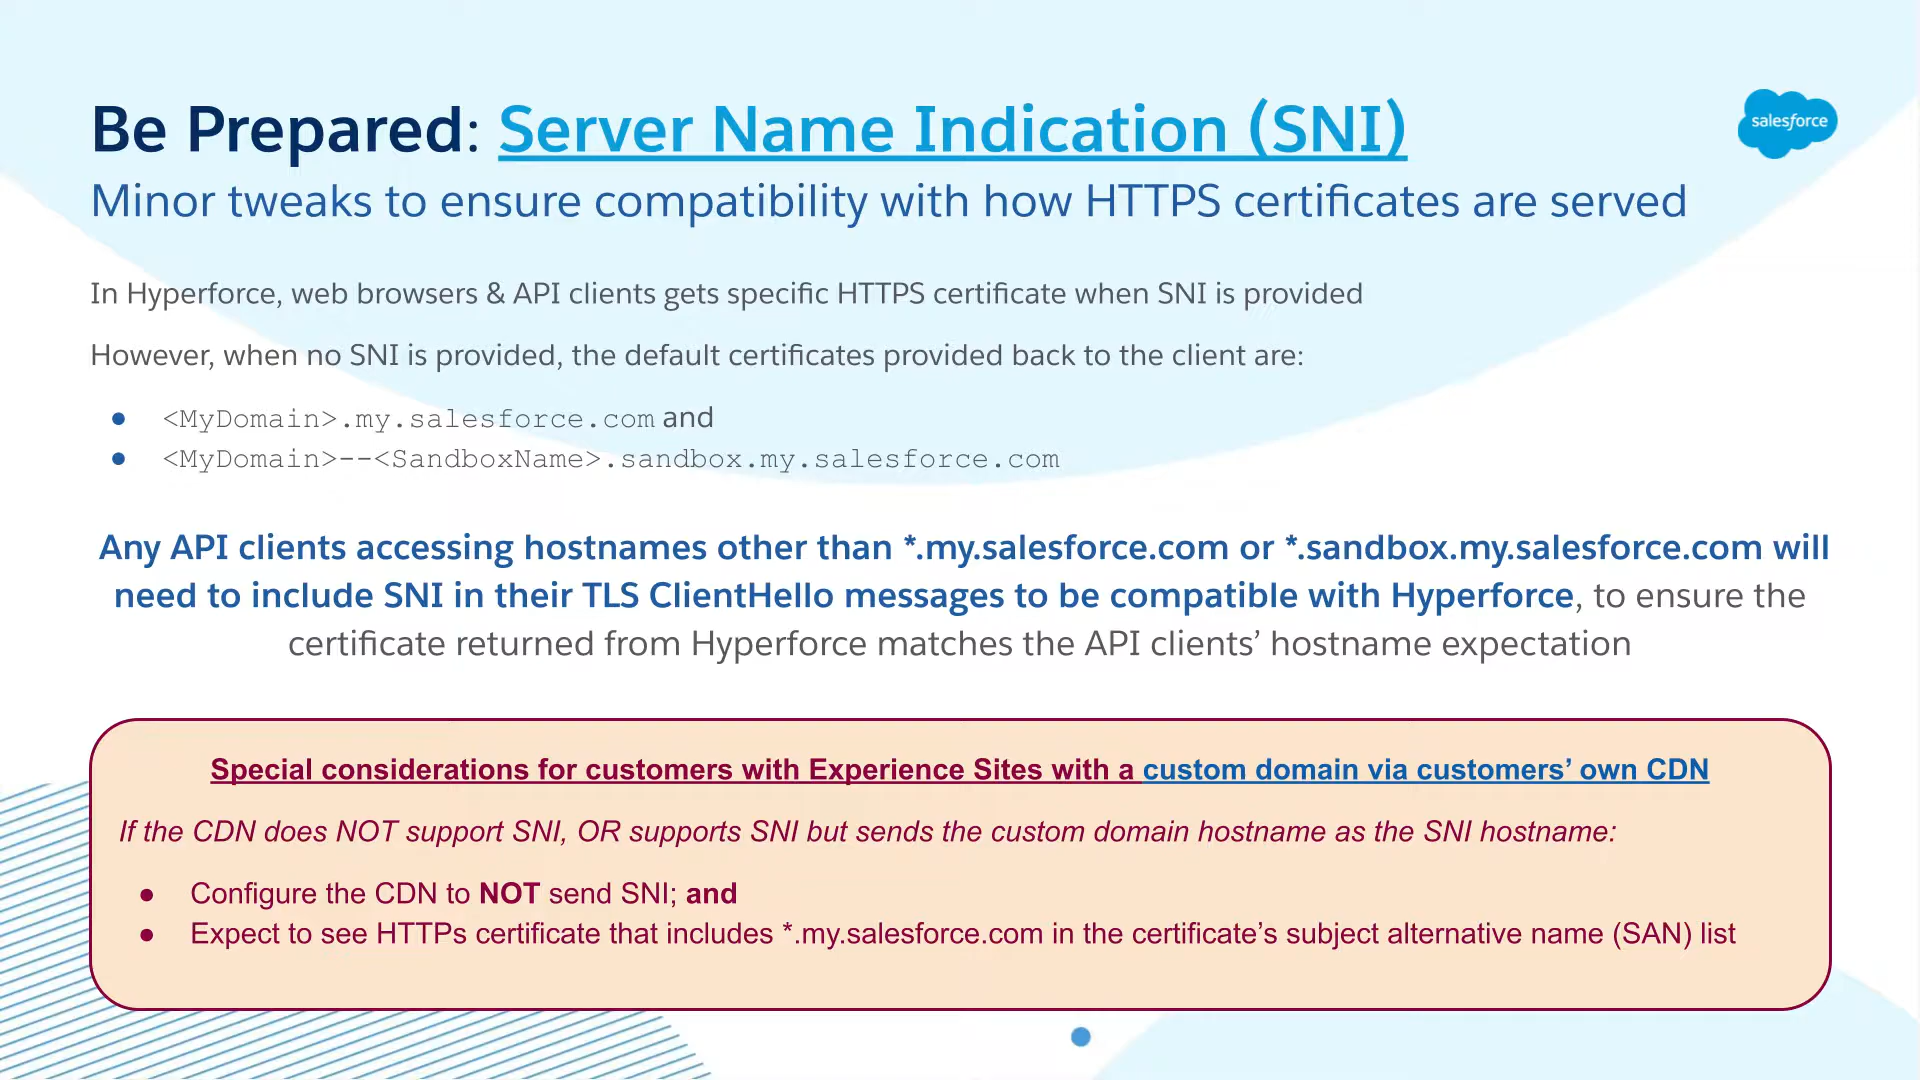 Be Prepared: Server Name Indication (SNI)
salesforce
Minor tweaks to ensure compatibility with how HTTPS certificates are served
In Hyperforce, web browsers & API clients gets specific HTTPS certificate when SNI is provided
However, when no SNI is provided, the default certificates provided back to the client are:
● <MyDomain>.my.salesforce.com and
● <MyDomain>--<SandboxName>.sandbox.my.salesforce.com
Any API clients accessing hostnames other than *.my.salesforce.com or *.sandbox.my.salesforce.com will
need to include SNI in their TLS ClientHello messages to be compatible with Hyperforce, to ensure the
certificate returned from Hyperforce matches the API clients’ hostname expectation
Special considerations for customers with Experience Sites with a custom domain via customers’ own CDN
If the CDN does NOT support SNI, OR supports SNI but sends the custom domain hostname as the SNI hostname:
● Configure the CDN to NOT send SNI; and
● Expect to see HTTPs certificate that includes *.my.salesforce.com in the certificate’s subject alternative name (SAN) list